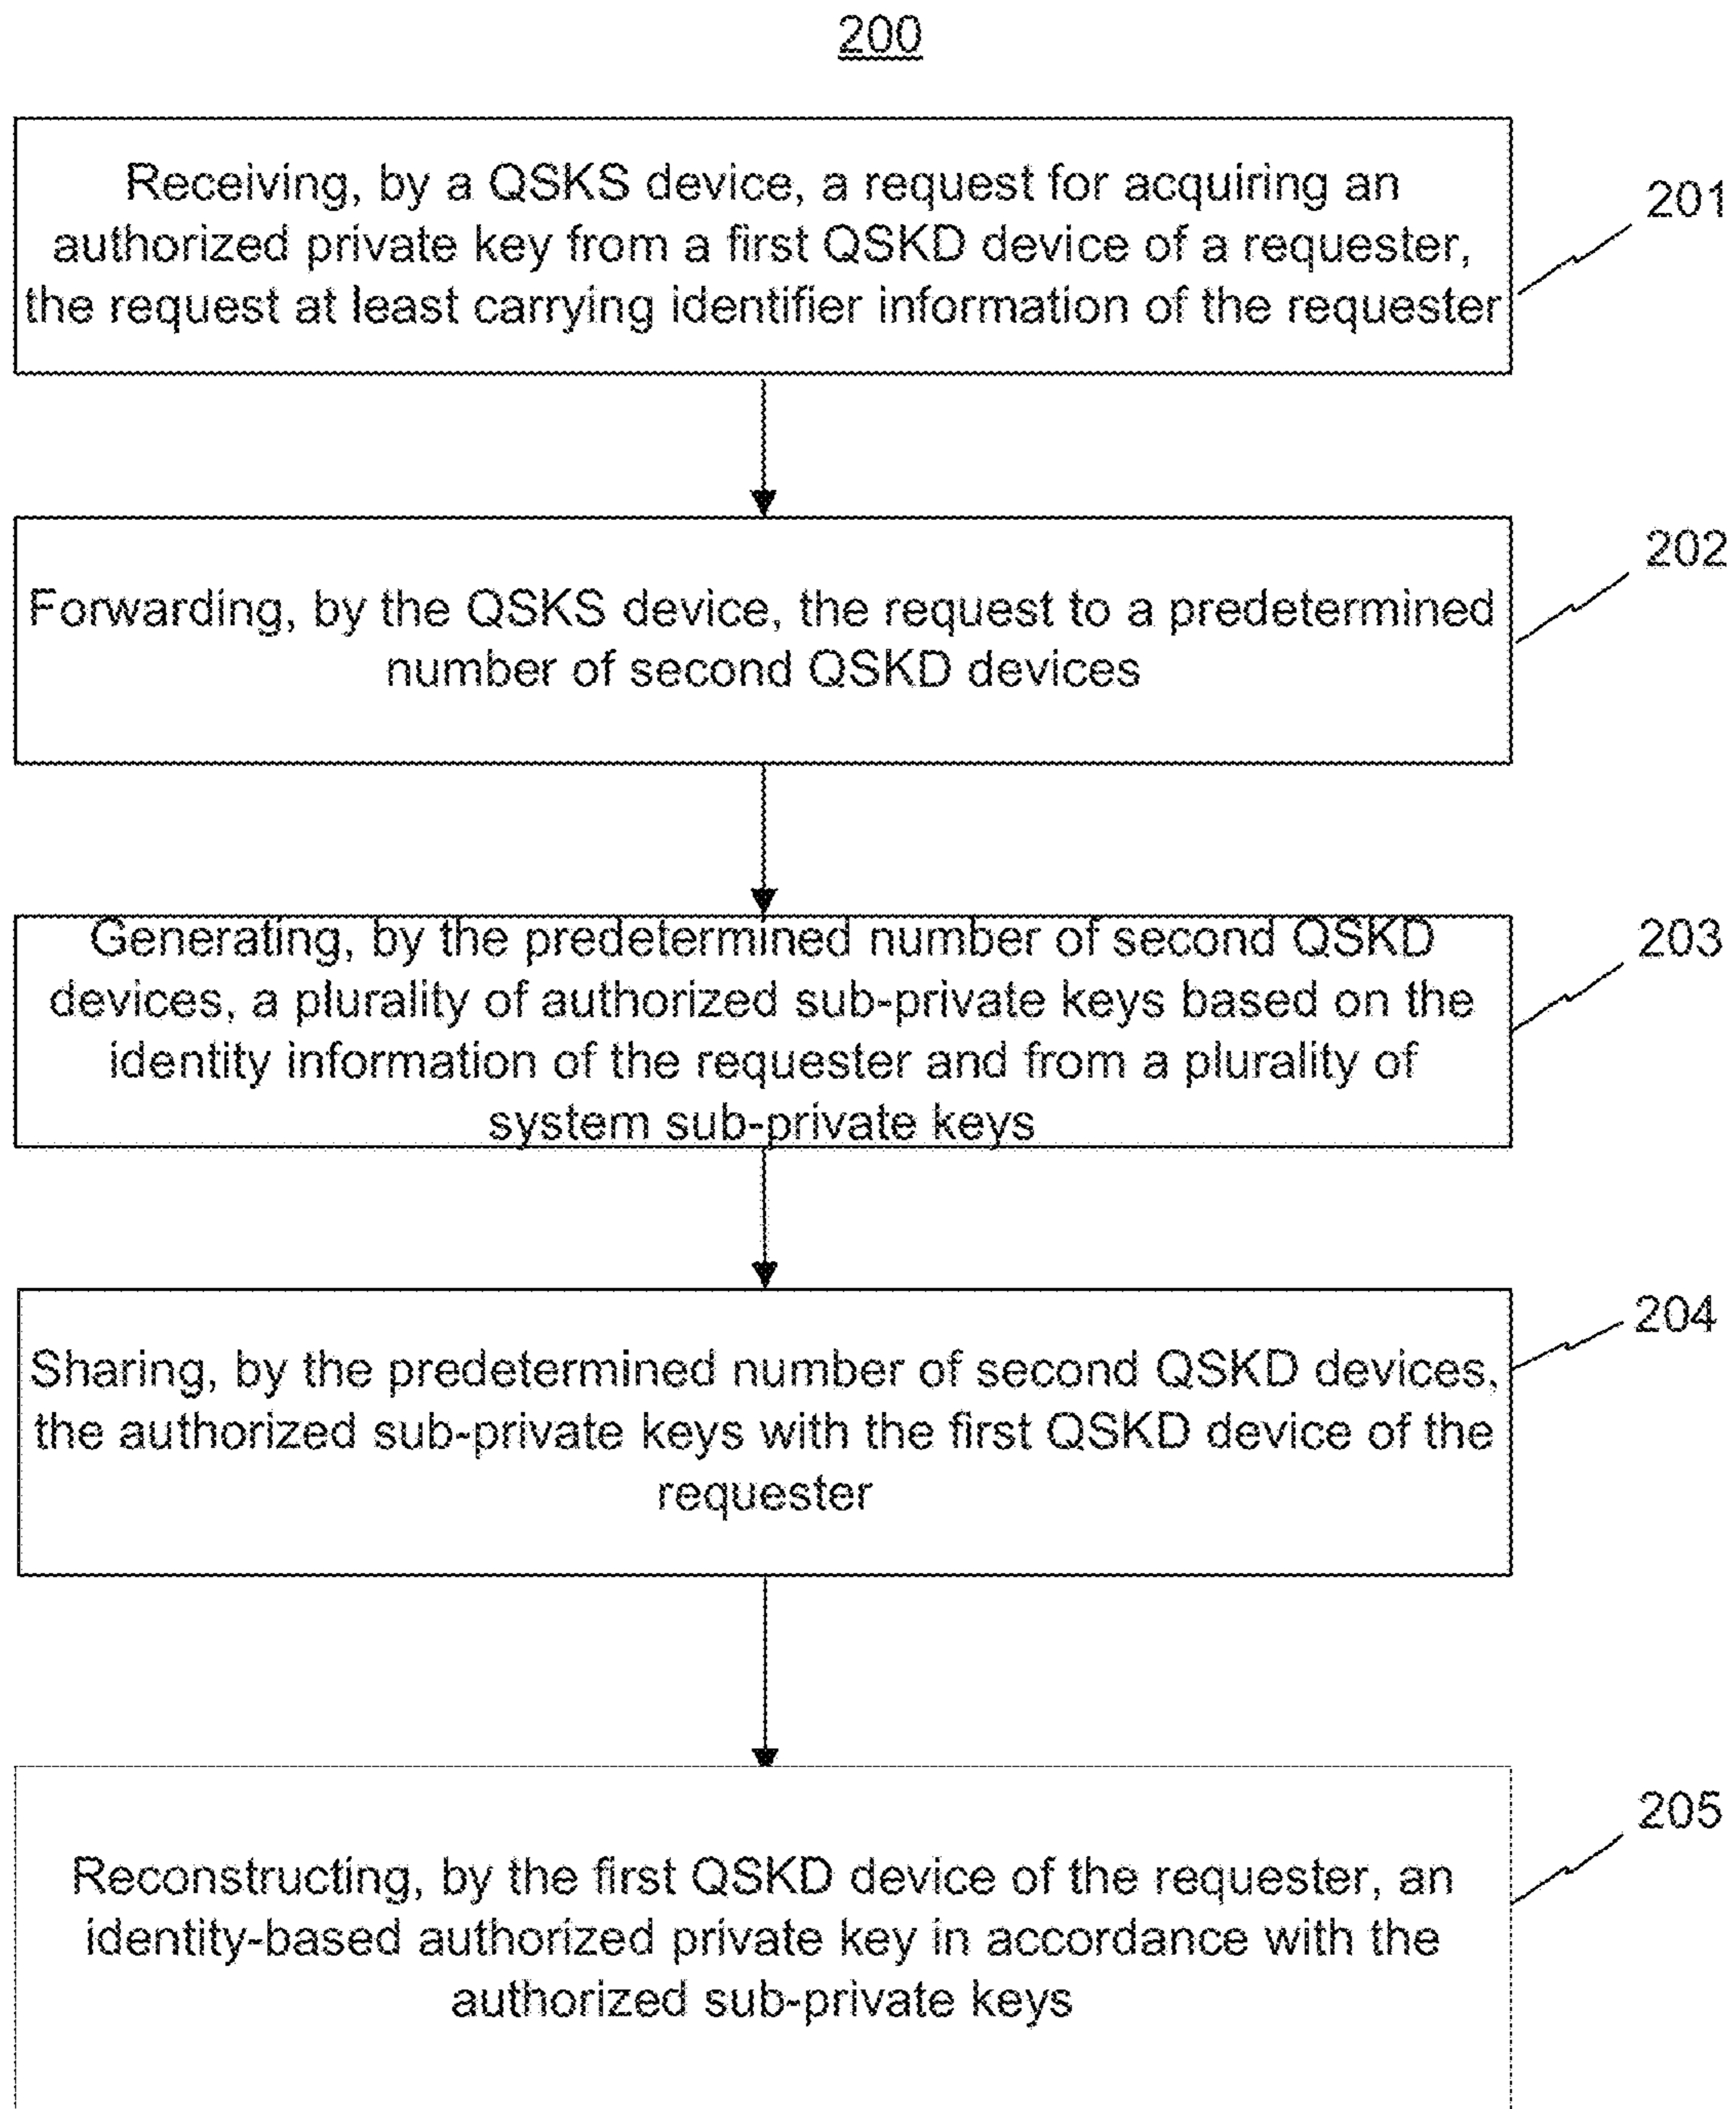 200
Receiving, by a QSKS device, a request for acquiring an
authorized private key from a first QSKD device of a requester,
the request at least carrying identifier information of the requester
201
Forwarding, by the QSKS device, the request to a predetermined
number of second QSKD devices
202
Generating, by the predetermined number of second QSKD
devices, a plurality of authorized sub-private keys based on the
identity information of the requester and from a plurality of
system sub-private keys
203
Sharing, by the predetermined number of second QSKD devices,
the authorized sub-private keys with the first QSKD device of the
requester
204
Reconstructing, by the first QSKD device of the requester, an
identity-based authorized private key in accordance with the
authorized sub-private keys
205